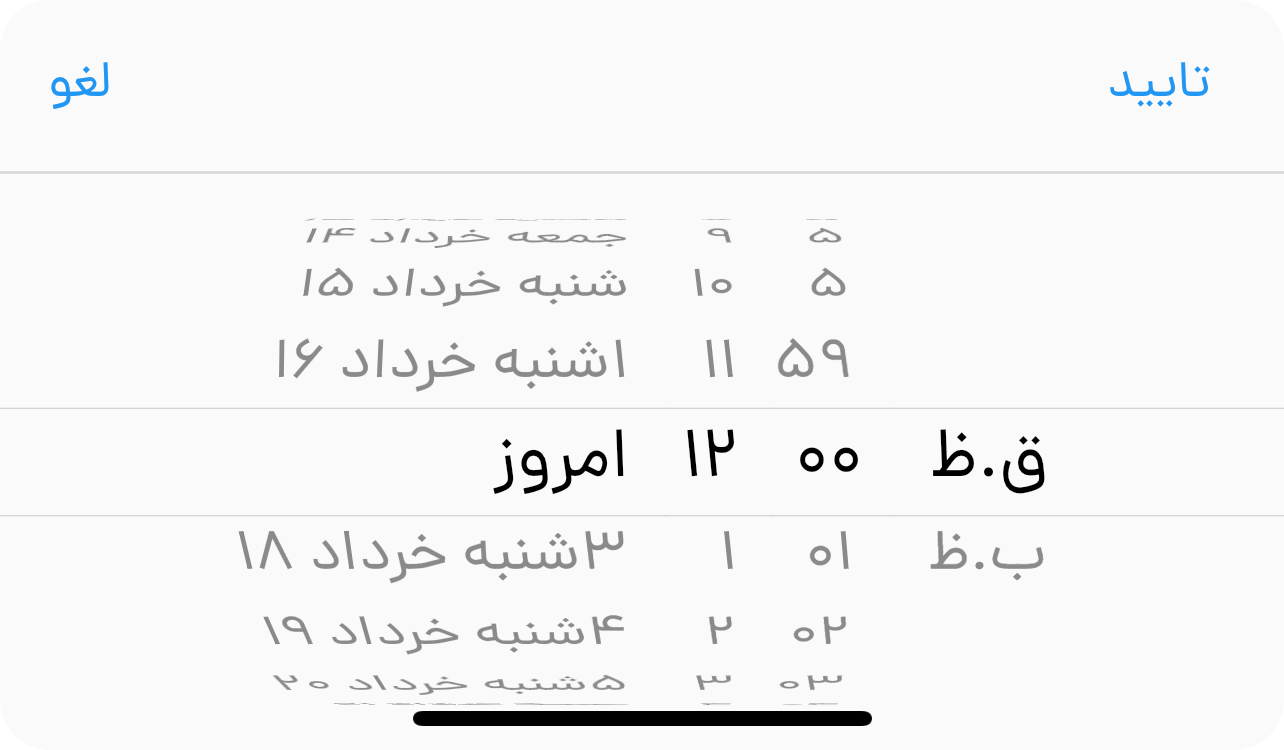 تایید لغو
۵ ۹ جمعه خرداد ۱۴
۵ ۱۰ شنبه خرداد ۱۵
۵۹ ۱۱ ۱شنبه خرداد ۱۶
ق.ظ ۰۰ ۱۲ امروز
ب.ظ ۰۱ ۱ ۳شنبه خرداد ۱۸
۰۲ ۲ ۴شنبه خرداد ۱۹
۰۳ ۳ ۵شنبه خرداد ۲۰